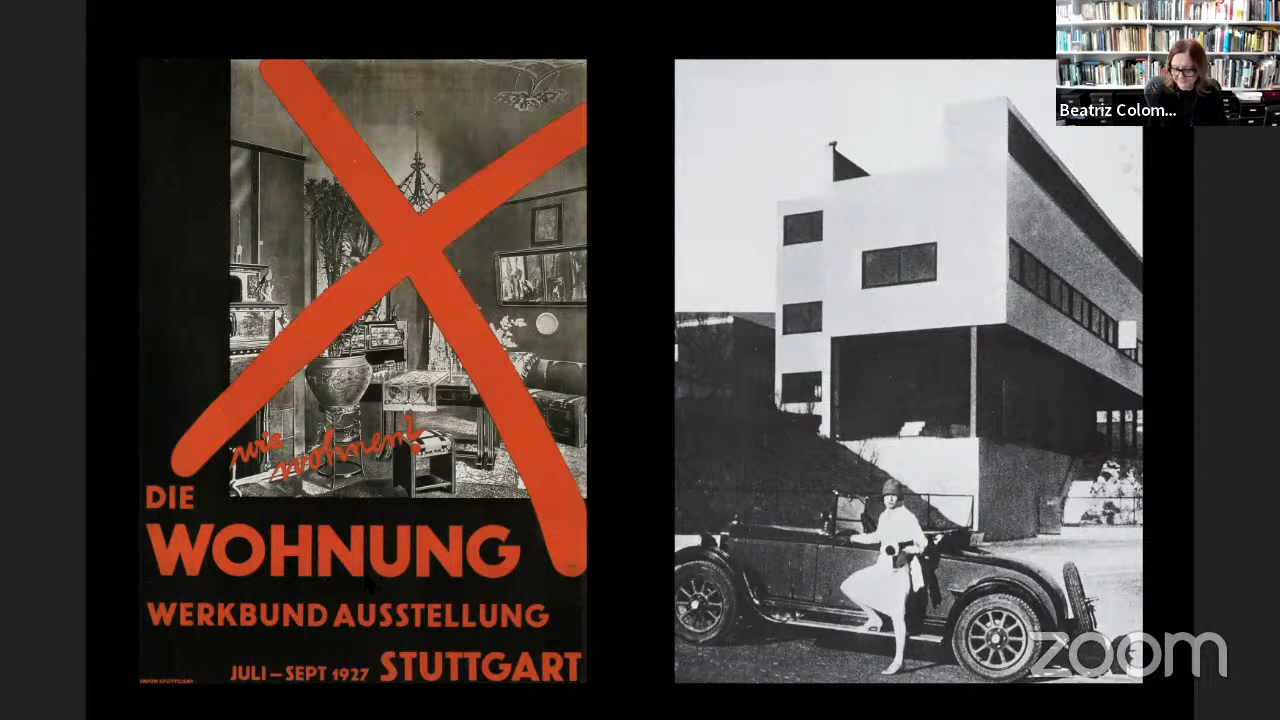 Beatriz Colom...
wie
wohnen?
DIE
WOHNUNG
WERKBUND AUSSTELLUNG
JULI – SEPT 1927 STUTTGART
zoom